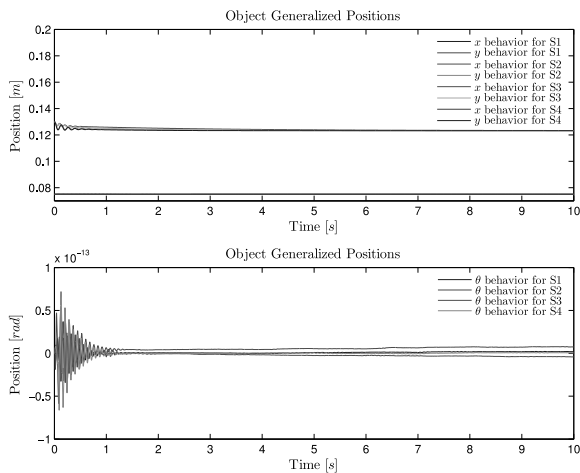 Object Generalized Positions
0.2
0.18
0.16
0.14
0.12
0.1
0.08
Position [m]
x behavior for S1
y behavior for S1
x behavior for S2
y behavior for S2
x behavior for S3
y behavior for S3
x behavior for S4
y behavior for S4
0 1 2 3 4 5 6 7 8 9 10
Time [s]
Object Generalized Positions
x 10⁻¹³
1
0.5
0
−0.5
−1
Position [rad]
θ behavior for S1
θ behavior for S2
θ behavior for S3
θ behavior for S4
0 1 2 3 4 5 6 7 8 9 10
Time [s]